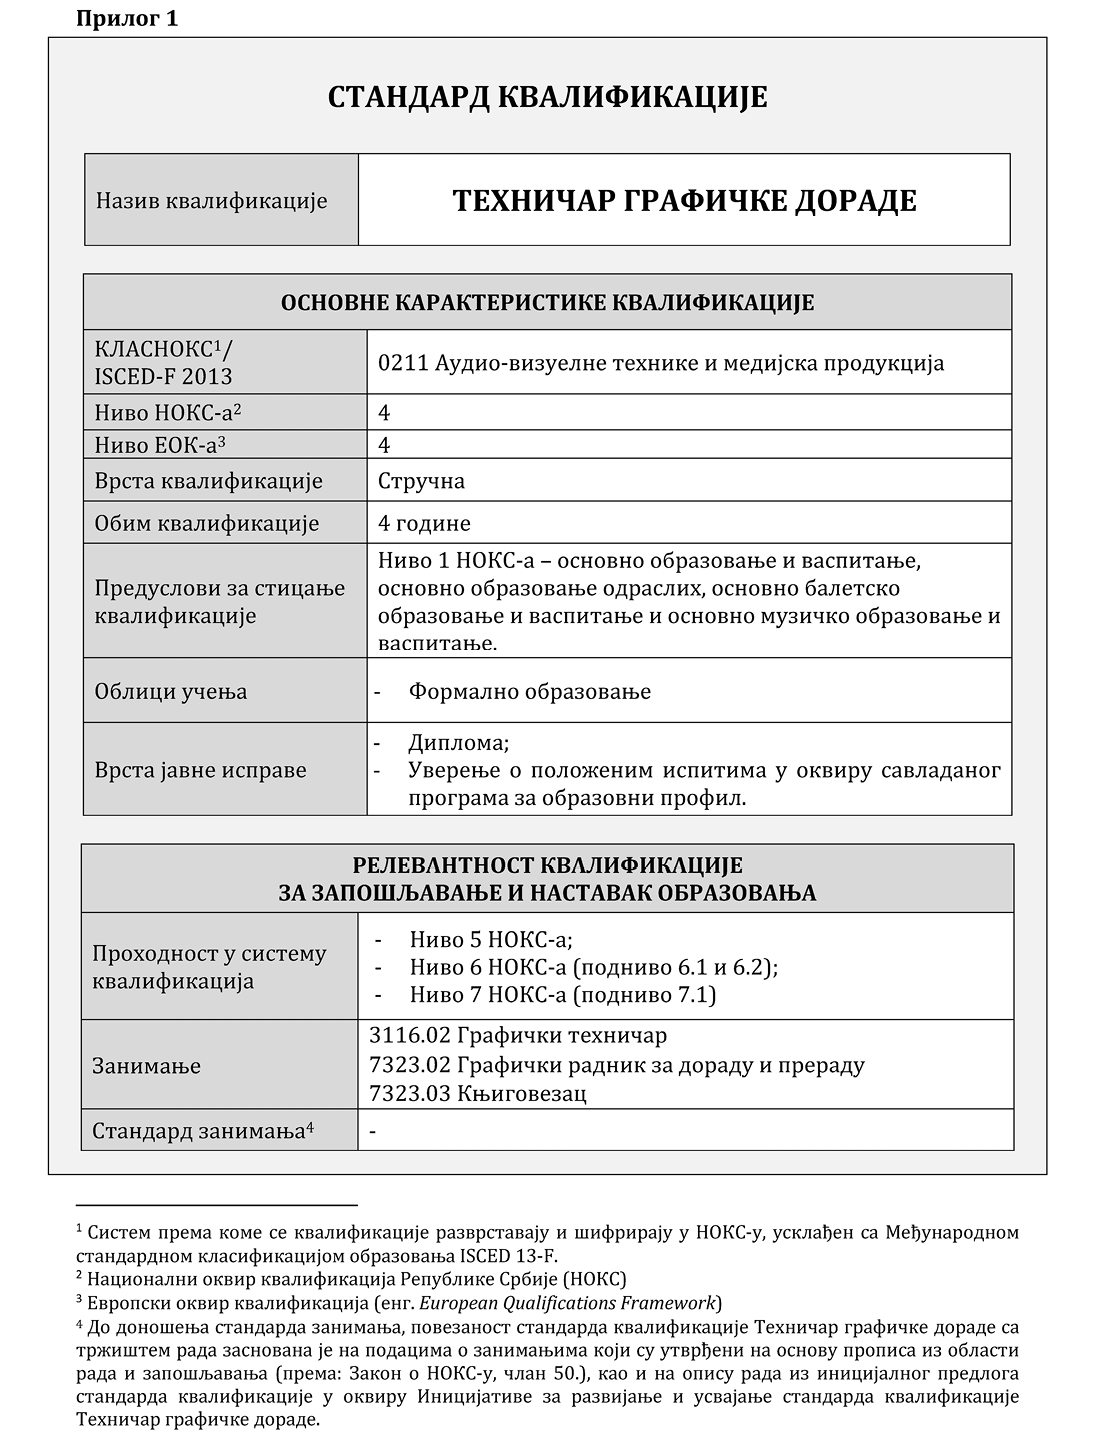 Прилог 1
СТАНДАРД КВАЛИФИКАЦИЈЕ
Назив квалификације
ТЕХНИЧАР ГРАФИЧКЕ ДОРАДЕ
ОСНОВНЕ КАРАКТЕРИСТИКЕ КВАЛИФИКАЦИЈЕ
КЛАСНОКС¹/
ISCED-F 2013
0211 Аудио-визуелне технике и медијска продукција
Ниво НОКС-а²
4
Ниво ЕОК-а³
4
Врста квалификације
Стручна
Обим квалификације
4 године
Предуслови за стицање
квалификације
Ниво 1 НОКС-а – основно образовање и васпитање,
основно образовање одраслих, основно балетско
образовање и васпитање и основно музичко образовање и
васпитање.
Облици учења
- Формално образовање
Врста јавне исправе
- Диплома;
- Уверење о положеним испитима у оквиру савладаног
програма за образовни профил.
РЕЛЕВАНТНОСТ КВАЛИФИКАЦИЈЕ
ЗА ЗАПОШЉАВАЊЕ И НАСТАВАК ОБРАЗОВАЊА
Проходност у систему
квалификација
- Ниво 5 НОКС-а;
- Ниво 6 НОКС-а (подниво 6.1 и 6.2);
- Ниво 7 НОКС-а (подниво 7.1)
Занимање
3116.02 Графички техничар
7323.02 Графички радник за дораду и прераду
7323.03 Књиговезац
Стандард занимања⁴
-
¹ Систем према коме се квалификације разврставају и шифрирају у НОКС-у, усклађен са Међународном
стандардном класификацијом образовања ISCED 13-F.
² Национални оквир квалификација Републике Србије (НОКС)
³ Европски оквир квалификација (енг. European Qualifications Framework)
⁴ До доношења стандарда занимања, повезаност стандарда квалификације Техничар графичке дораде са
тржиштем рада заснована је на подацима о занимањима који су утврђени на основу прописа из области
рада и запошљавања (према: Закон о НОКС-у, члан 50.), као и на опису рада из иницијалног предлога
стандарда квалификације у оквиру Иницијативе за развијање и усвајање стандарда квалификације
Техничар графичке дораде.